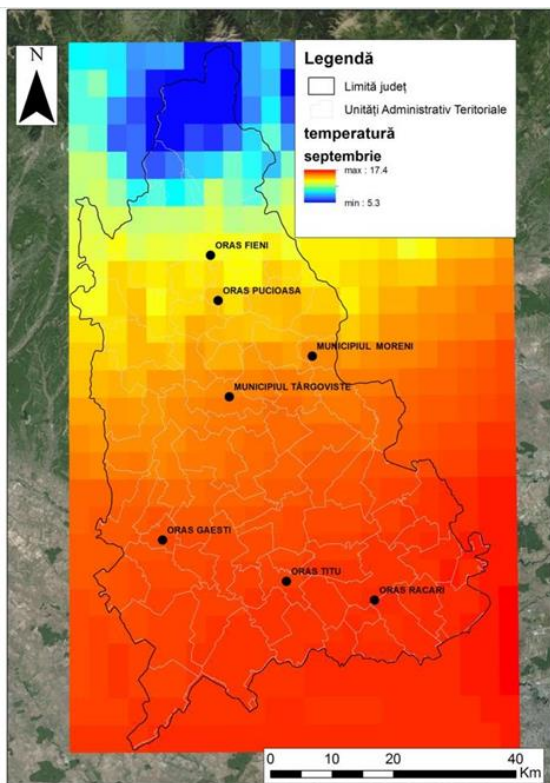 N
Legendă
Limită județ
Unități Administrativ Teritoriale
temperatură
septembrie
max : 17.4
min : 5.3
ORAS FIENI
ORAS PUCIOASA
MUNICIPIUL MORENI
MUNICIPIUL TÂRGOVISTE
ORAS GAESTI
ORAS TITU
ORAS RACARI
0 10 20 40
Km